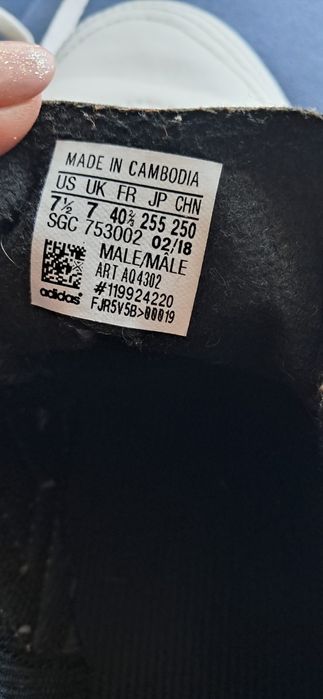 MADE IN CAMBODIA
US UK FR JP CHN
7½ 7 40⅔ 255 250
SGC 753002 02/18
MALE/MÂLE
ART AQ4302
#119924220
adidas FJR5V5B>00019